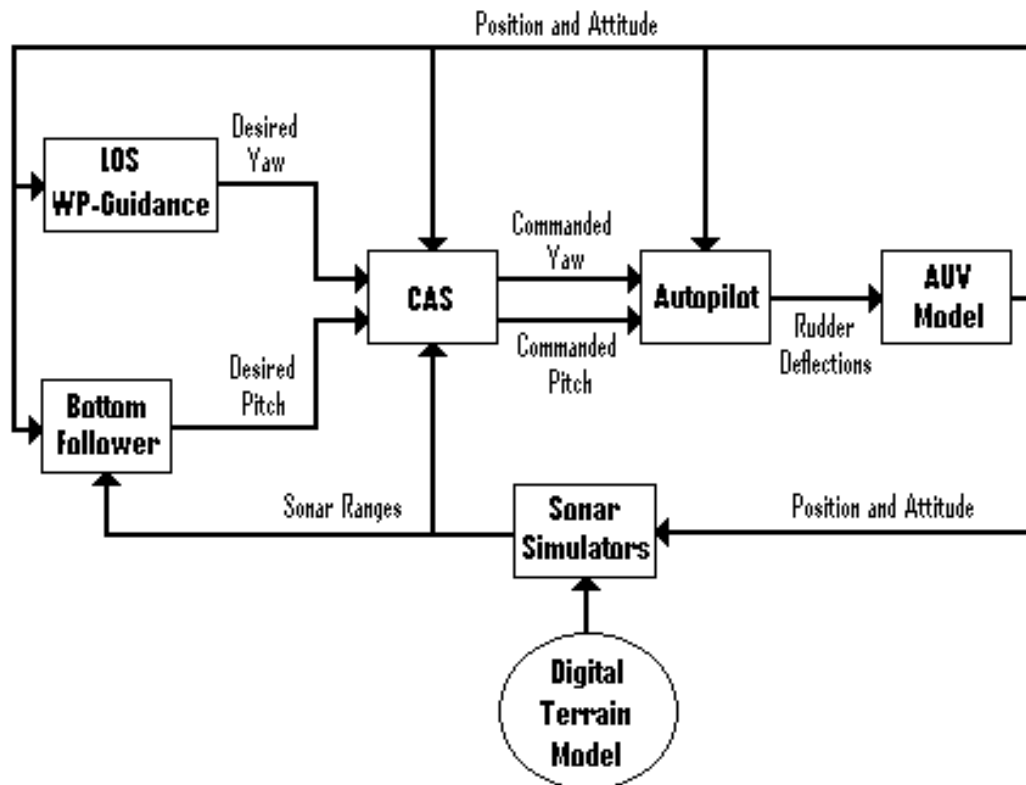 Position and Attitude
Desired
Yaw
LOS
WP-Guidance
Commanded
Yaw
CAS
Autopilot
AUV
Model
Rudder
Deflections
Commanded
Pitch
Desired
Pitch
Bottom
Follower
Sonar Ranges
Sonar
Simulators
Position and Attitude
Digital
Terrain
Model